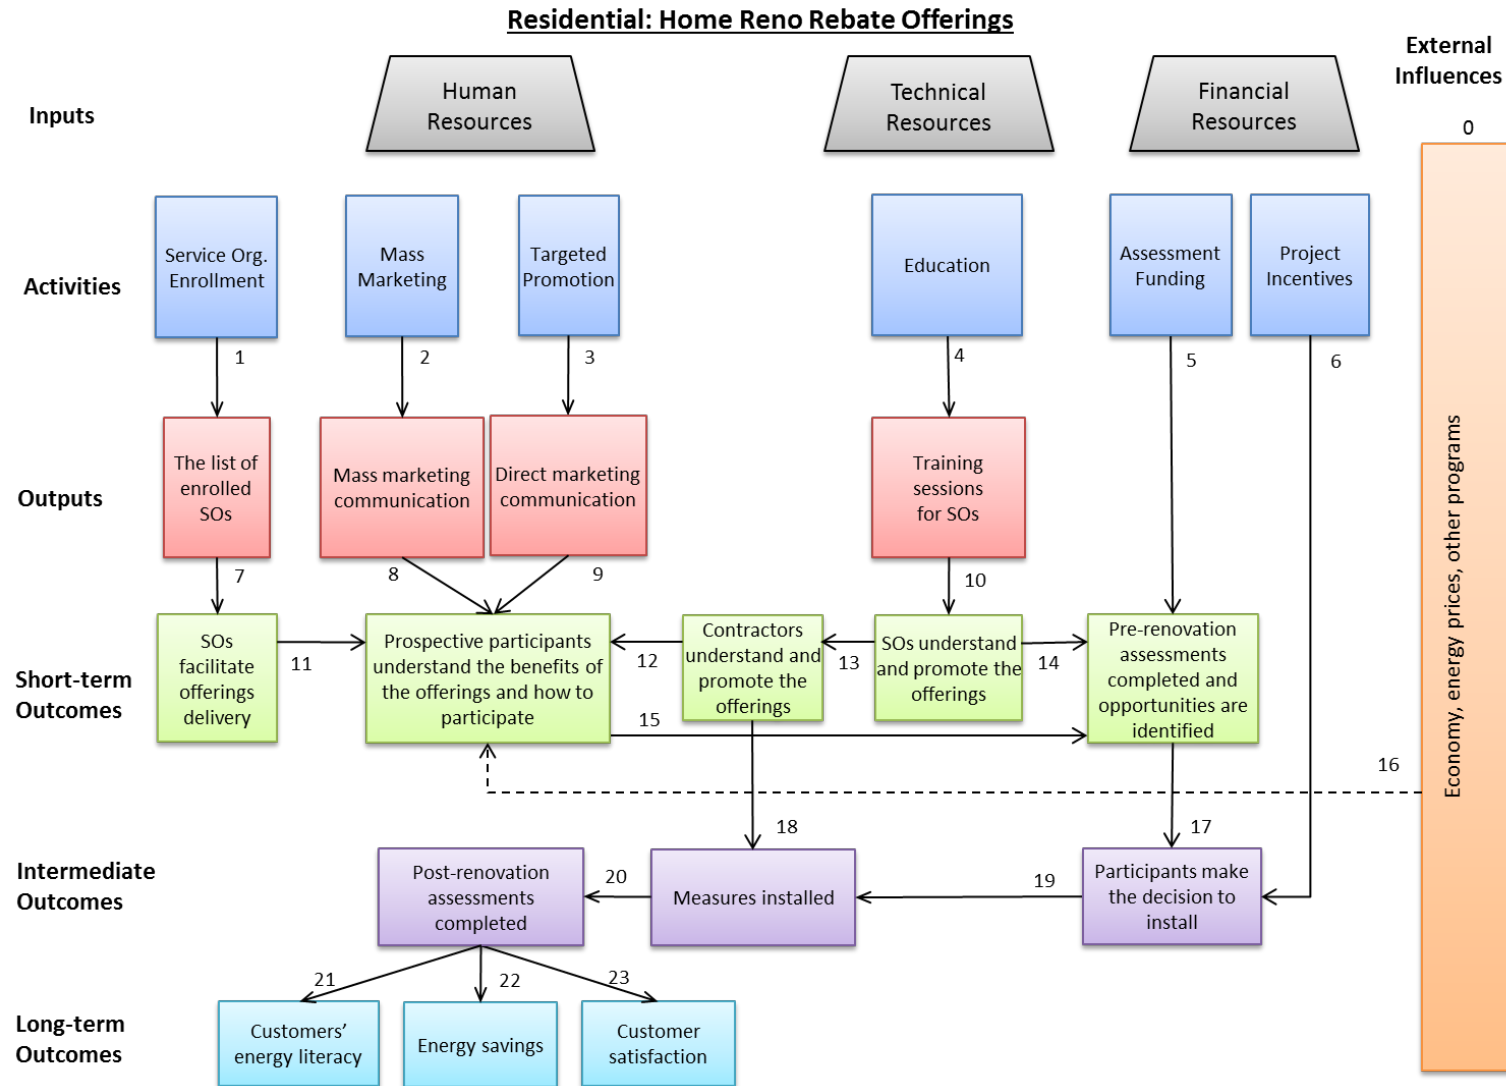 Residential: Home Reno Rebate Offerings
External
Influences
0
Inputs
Human
Resources
Technical
Resources
Financial
Resources
Activities
Service Org.
Enrollment
Mass
Marketing
Targeted
Promotion
Education
Assessment
Funding
Project
Incentives
1
2
3
4
5
6
Outputs
The list of
enrolled
SOs
Mass marketing
communication
Direct marketing
communication
Training
sessions
for SOs
7
8
9
10
Short-term
Outcomes
SOs
facilitate
offerings
delivery
11
Prospective participants
understand the benefits of
the offerings and how to
participate
12
Contractors
understand and
promote the
offerings
13
SOs understand
and promote the
offerings
14
Pre-renovation
assessments
completed and
opportunities are
identified
15
16
Economy, energy prices, other programs
17
18
Intermediate
Outcomes
Post-renovation
assessments
completed
20
Measures installed
19
Participants make
the decision to
install
21
22
23
Long-term
Outcomes
Customers'
energy literacy
Energy savings
Customer
satisfaction